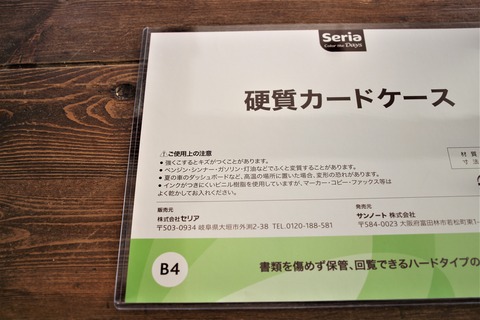 Seria
Color the Days
硬質カードケース
材質
寸法
ご使用上の注意
● 強くこするとキズがつくことがあります。
● ベンジン・シンナー・ガソリン・灯油などでふくと変質することがあります。
● 夏の車のダッシュボードなど、高温の場所に置いた場合、変形の恐れがあります。
● インクがつきにくいビニル樹脂を使用していますが、マーカー・コピー・ファックス等は
よく乾かしてお入れください。
販売元
株式会社セリア
〒503-0934 岐阜県大垣市外渕2-38 TEL.0120-188-581
発売元
サンノート 株式会社
〒584-0023 大阪府富田林市若松町東1-
B4
書類を傷めず保管、回覧できるハードタイプの